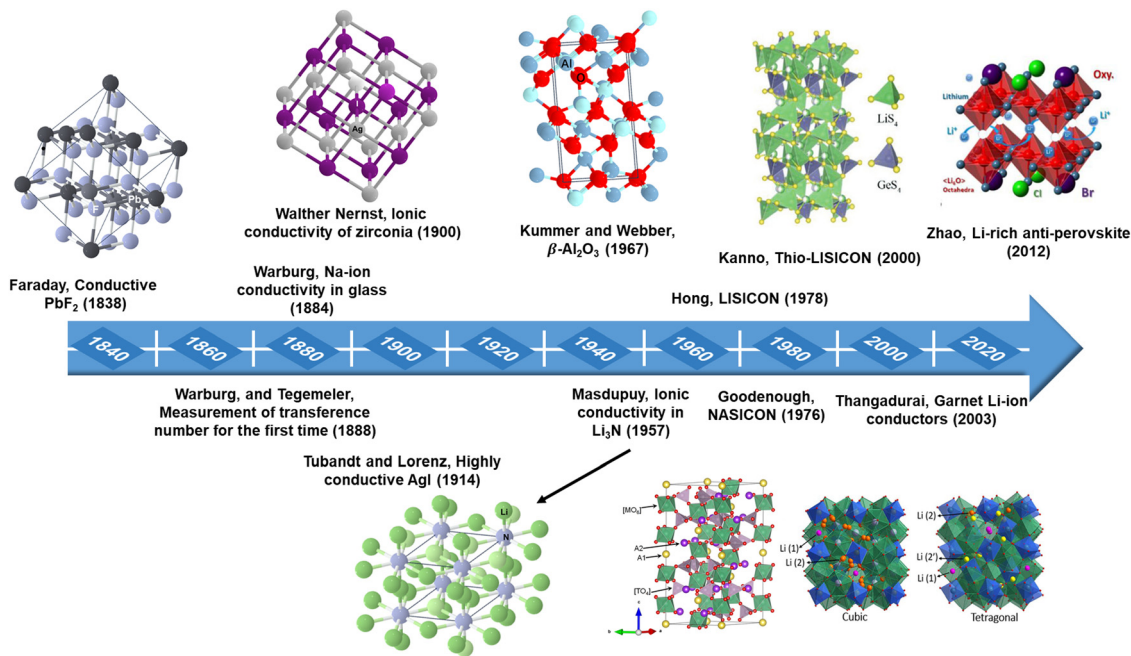 Al
O
Ag
Pb
F
LiS4
GeS4
Oxy.
Lithium
Li+
Li+
<Li6O>
Octahedra
Cl
Br
Walther Nernst, Ionic
conductivity of zirconia
(1900)
Kummer and Webber,
β-Al2O3
(1967)
Kanno, Thio-LISICON (2000)
Zhao, Li-rich anti-perovskite
(2012)
Faraday, Conductive
PbF2 (1838)
Warburg, Na-ion
conductivity in glass
(1884)
Hong, LISICON (1978)
1840
1860
1880
1900
1920
1940
1960
1980
2000
2020
Warburg, and Tegemeler,
Measurement of transference
number for the first time (1888)
Masdupuy, Ionic
conductivity in
Li3N (1957)
Goodenough,
NASICON (1976)
Thangadurai, Garnet Li-ion
conductors (2003)
Tubandt and Lorenz, Highly
conductive AgI (1914)
Li
N
[MO6]
A2
A1
[TO4]
c
b
a
Li (1)
Li (2)
Cubic
Li (2)
Li (2')
Li (1)
Tetragonal